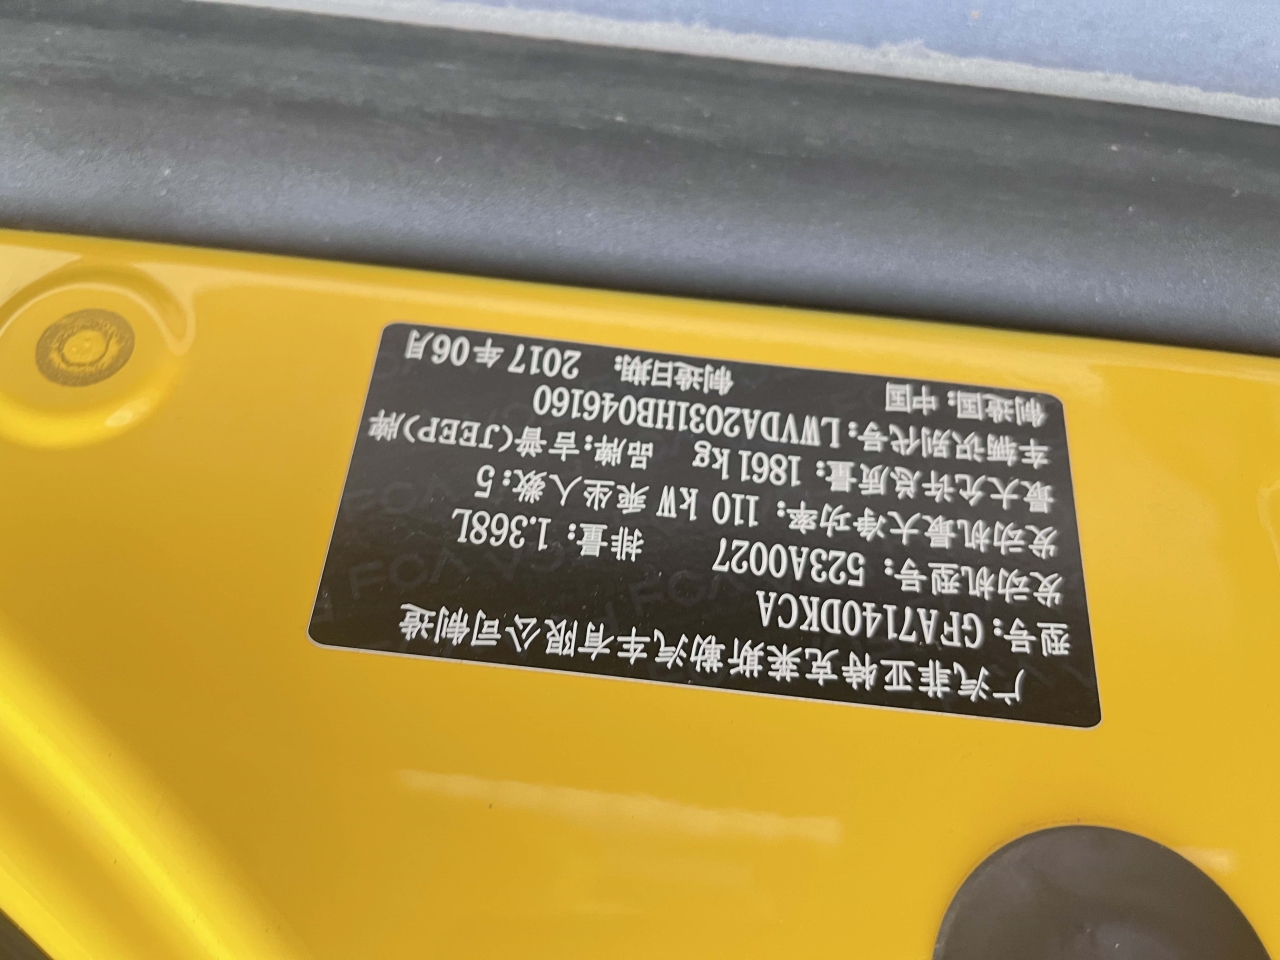 广汽菲亚特克莱斯勒汽车有限公司制造
型号：GFA7140DKCA
发动机型号：523A0027 排量：1.368L
发动机最大净功率：110 kW 乘坐人数：5
最大允许总质量：1861kg 品牌：吉普(JEEP)牌
车辆识别代号：LWVDA2031HB046160
制造国：中国 制造日期：2017年06月